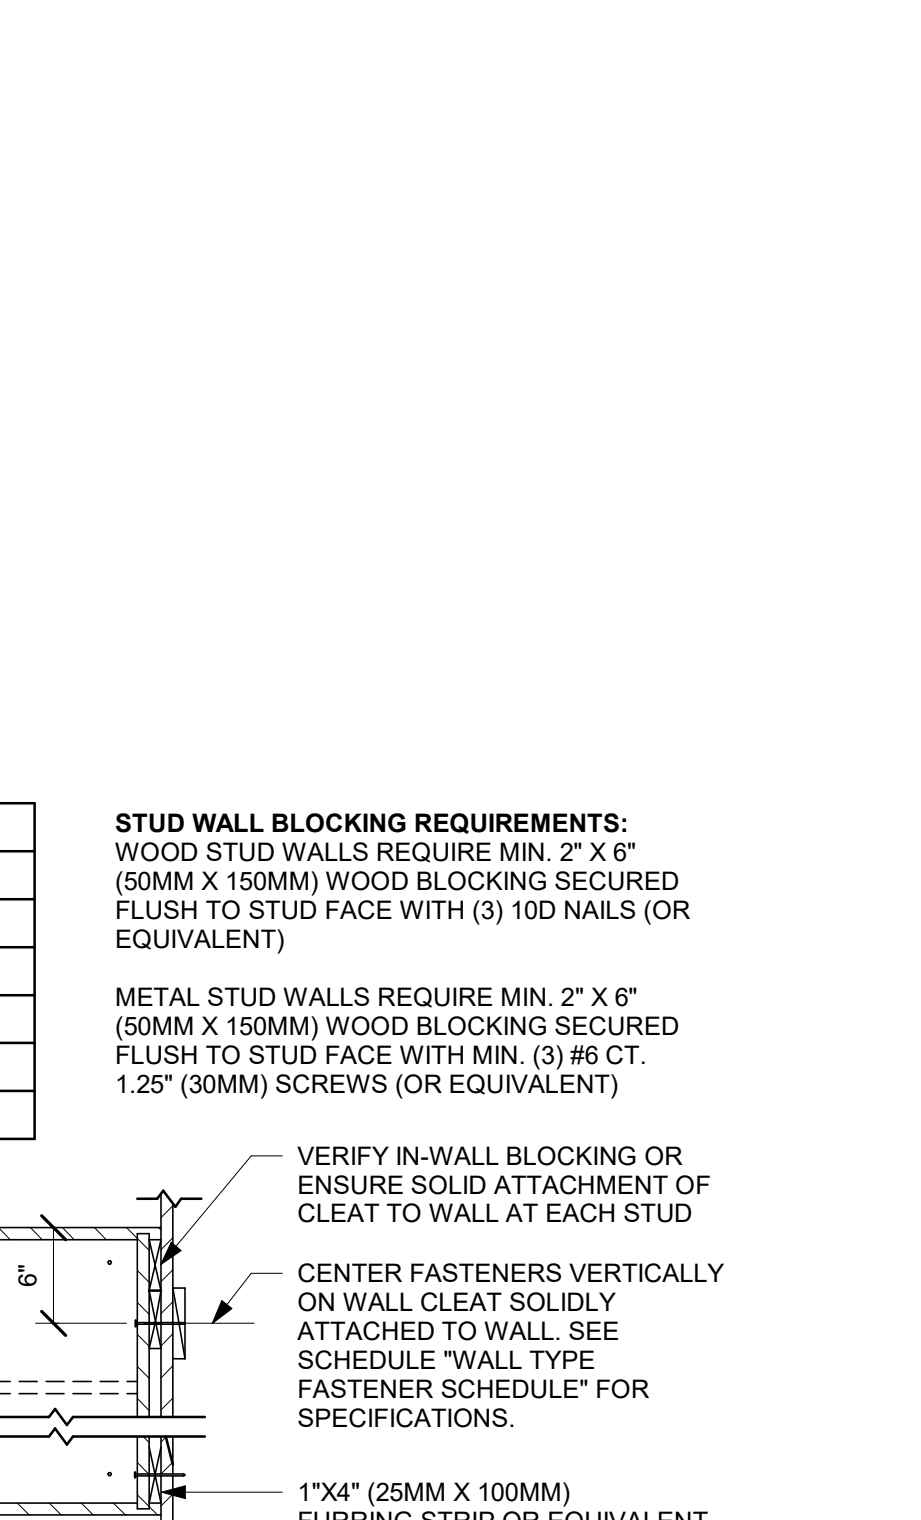 STUD WALL BLOCKING REQUIREMENTS:
WOOD STUD WALLS REQUIRE MIN. 2" X 6"
(50MM X 150MM) WOOD BLOCKING SECURED
FLUSH TO STUD FACE WITH (3) 10D NAILS (OR
EQUIVALENT)
METAL STUD WALLS REQUIRE MIN. 2" X 6"
(50MM X 150MM) WOOD BLOCKING SECURED
FLUSH TO STUD FACE WITH MIN. (3) #6 CT.
1.25" (30MM) SCREWS (OR EQUIVALENT)
VERIFY IN-WALL BLOCKING OR
ENSURE SOLID ATTACHMENT OF
CLEAT TO WALL AT EACH STUD
6"
CENTER FASTENERS VERTICALLY
ON WALL CLEAT SOLIDLY
ATTACHED TO WALL. SEE
SCHEDULE "WALL TYPE
FASTENER SCHEDULE" FOR
SPECIFICATIONS.
1"X4" (25MM X 100MM)
FURRING STRIP OR EQUIVALENT